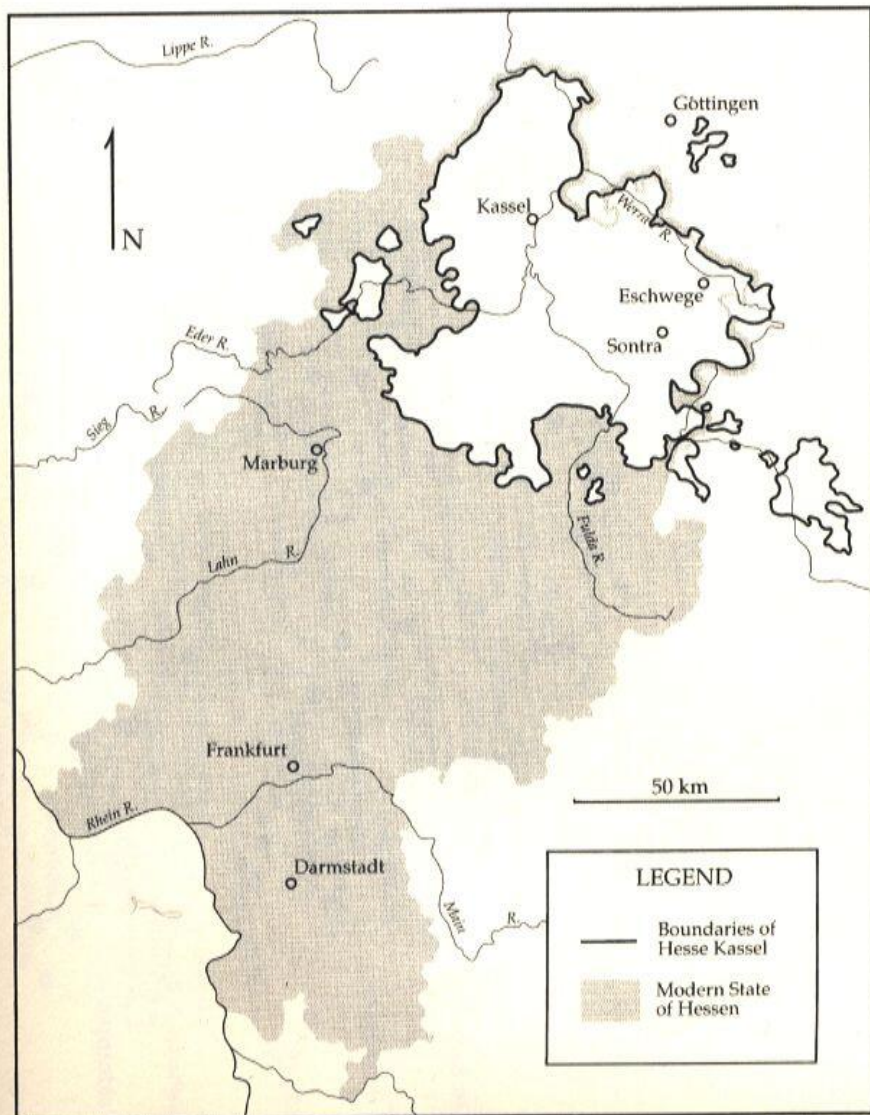 Lippe R.
Göttingen
N
Kassel
Werra R.
Eschwege
Sontra
Eder R.
Sieg R.
Marburg
Fulda R.
Lahn R.
Frankfurt
50 km
Rhein R.
Darmstadt
Main R.
LEGEND
Boundaries of
Hesse Kassel
Modern State
of Hessen